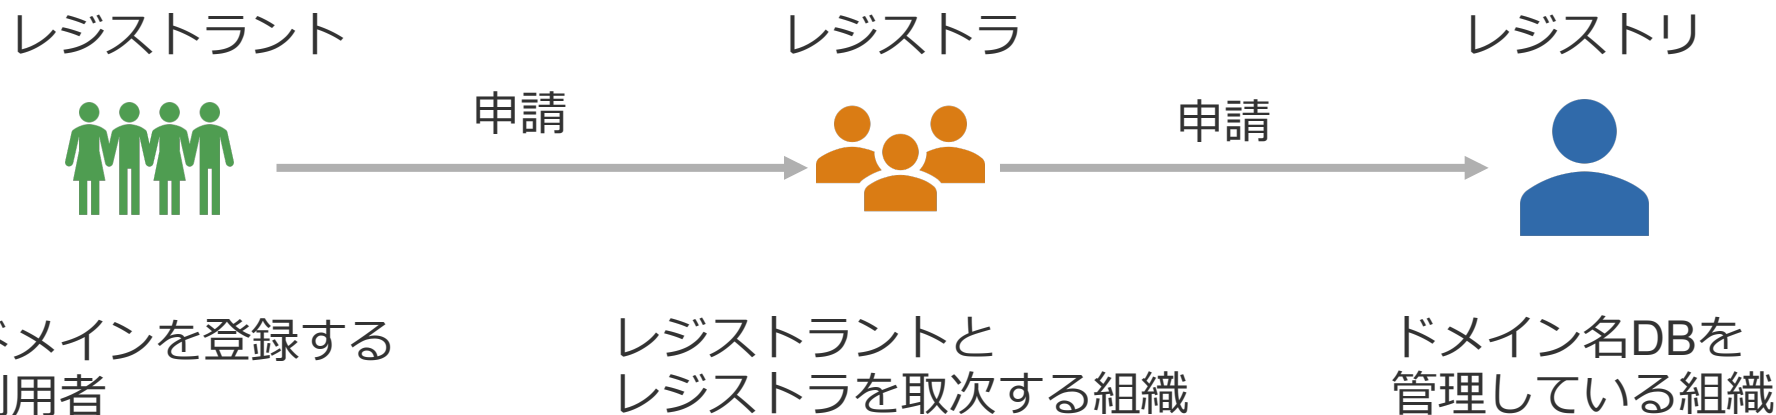 レジストラント
レジストラ
レジストリ
申請
申請
ドメインを登録する
利用者
レジストラントと
レジストラを取次する組織
ドメイン名DBを
管理している組織